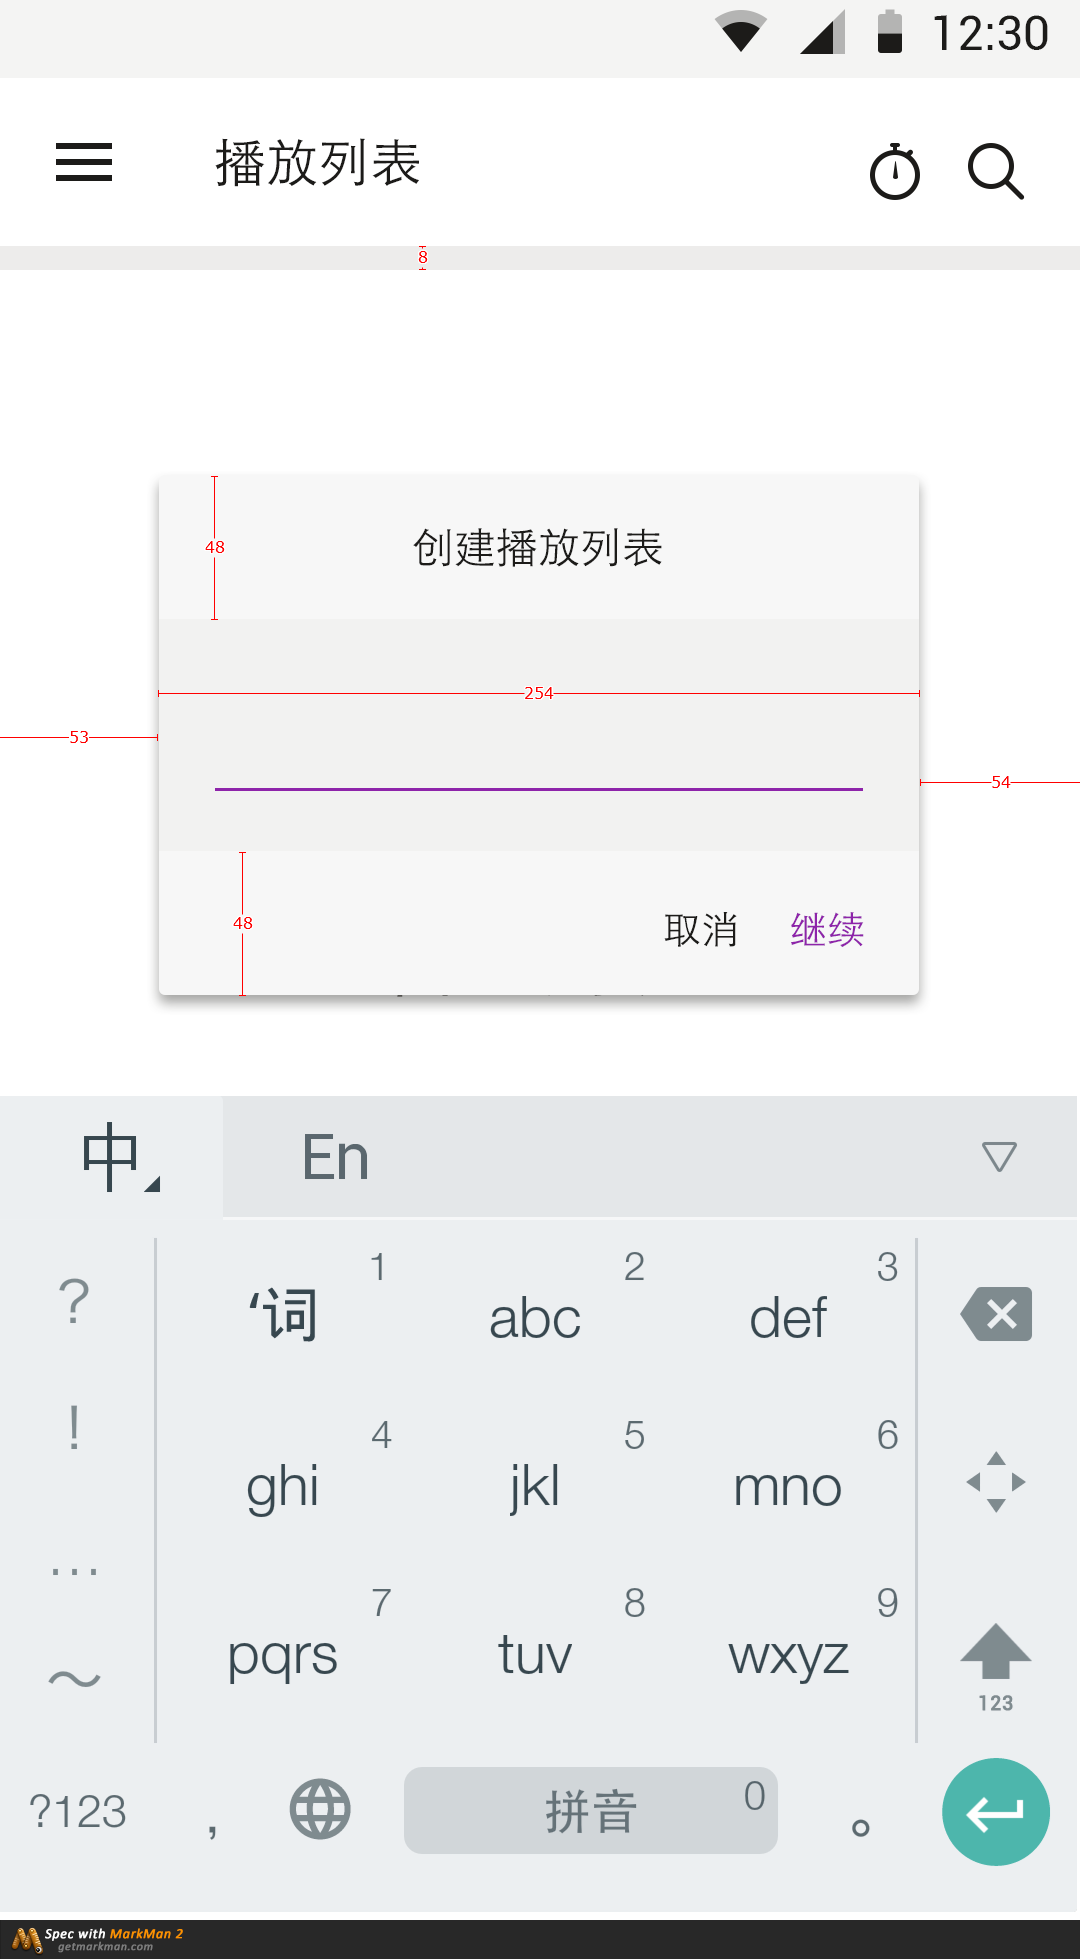 12:30
播放列表
8
48
创建播放列表
254
53
54
48
取消 继续
中 En
? ‘词 1 abc 2 def 3
! ghi 4 jkl 5 mno 6
... pqrs 7 tuv 8 wxyz 9
～ 123
?123 , 拼音 0 。
Spec with MarkMan 2
getmarkman.com